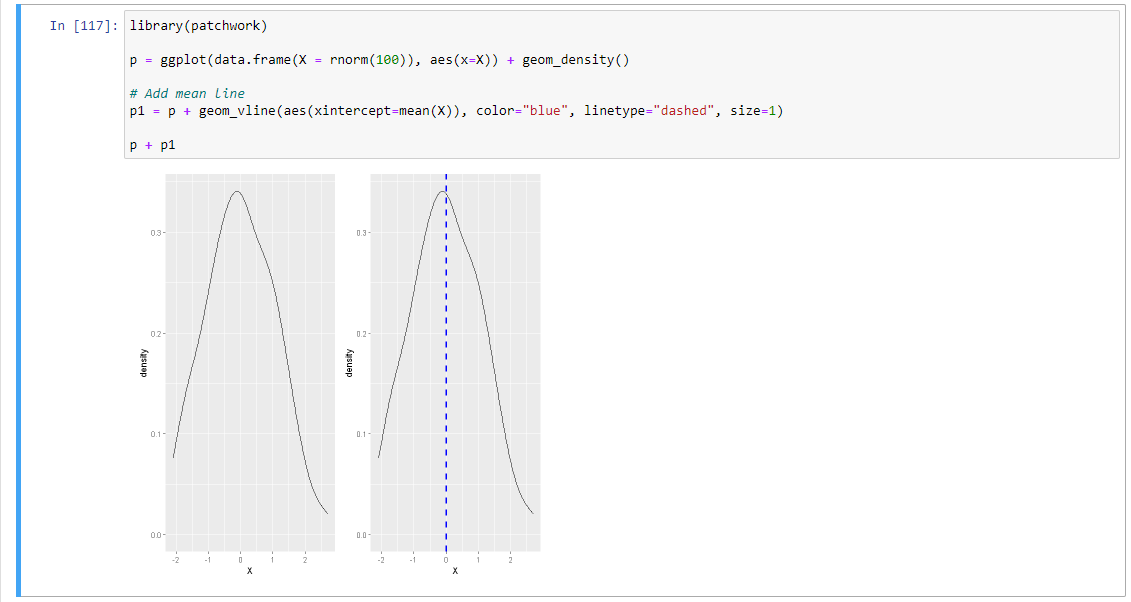 In [117]:
library(patchwork)
p = ggplot(data.frame(X = rnorm(100)), aes(x=X)) + geom_density()
# Add mean line
p1 = p + geom_vline(aes(xintercept=mean(X)), color="blue", linetype="dashed", size=1)
p + p1
0.3
0.2
0.1
0.0
density
-2 -1 0 1 2
X
0.3
0.2
0.1
0.0
density
-2 -1 0 1 2
X